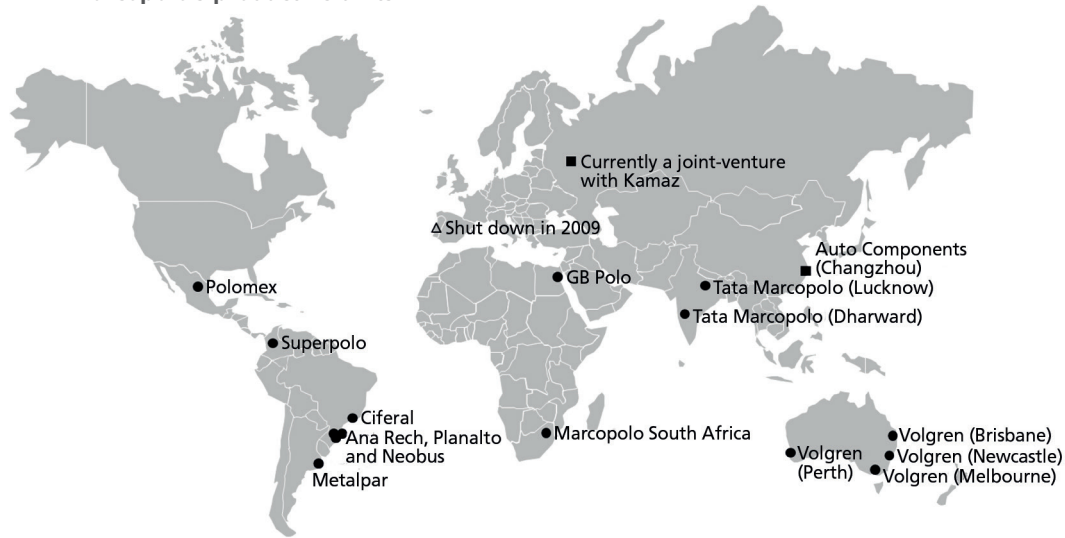 Currently a joint-venture
with Kamaz
Shut down in 2009
Auto Components
(Changzhou)
GB Polo
Polomex
Tata Marcopolo (Lucknow)
Tata Marcopolo (Dharward)
Superpolo
Ciferal
Ana Rech, Planalto
and Neobus
Marcopolo South Africa
Metalpar
Volgren (Brisbane)
Volgren
(Perth)
Volgren (Newcastle)
Volgren (Melbourne)